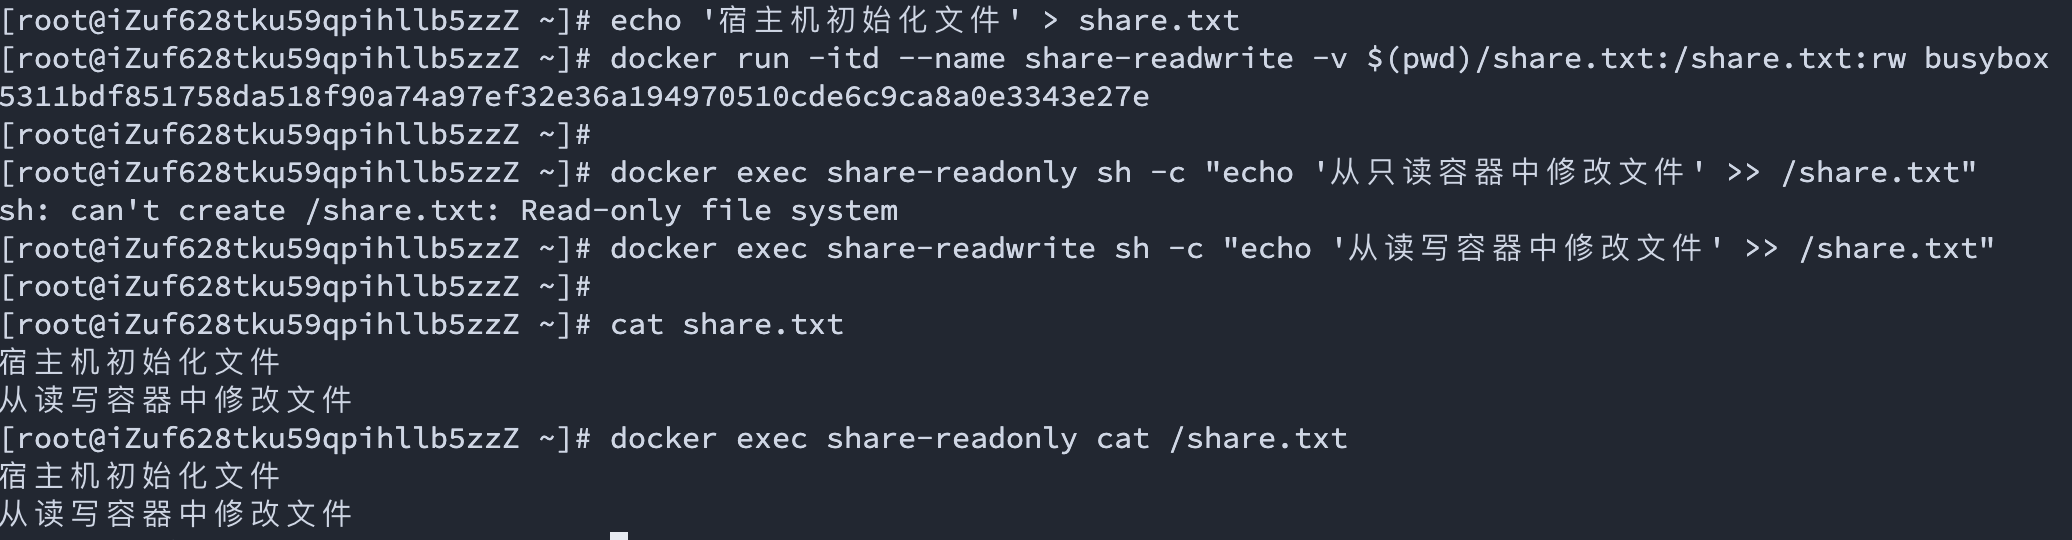 [root@iZuf628tku59qpihllb5zzZ ~]# echo '宿主机初始化文件' > share.txt
[root@iZuf628tku59qpihllb5zzZ ~]# docker run -itd --name share-readwrite -v $(pwd)/share.txt:/share.txt:rw busybox
5311bdf851758da518f90a74a97ef32e36a194970510cde6c9ca8a0e3343e27e
[root@iZuf628tku59qpihllb5zzZ ~]#
[root@iZuf628tku59qpihllb5zzZ ~]# docker exec share-readonly sh -c "echo '从只读容器中修改文件' >> /share.txt"
sh: can't create /share.txt: Read-only file system
[root@iZuf628tku59qpihllb5zzZ ~]# docker exec share-readwrite sh -c "echo '从读写容器中修改文件' >> /share.txt"
[root@iZuf628tku59qpihllb5zzZ ~]#
[root@iZuf628tku59qpihllb5zzZ ~]# cat share.txt
宿主机初始化文件
从读写容器中修改文件
[root@iZuf628tku59qpihllb5zzZ ~]# docker exec share-readonly cat /share.txt
宿主机初始化文件
从读写容器中修改文件